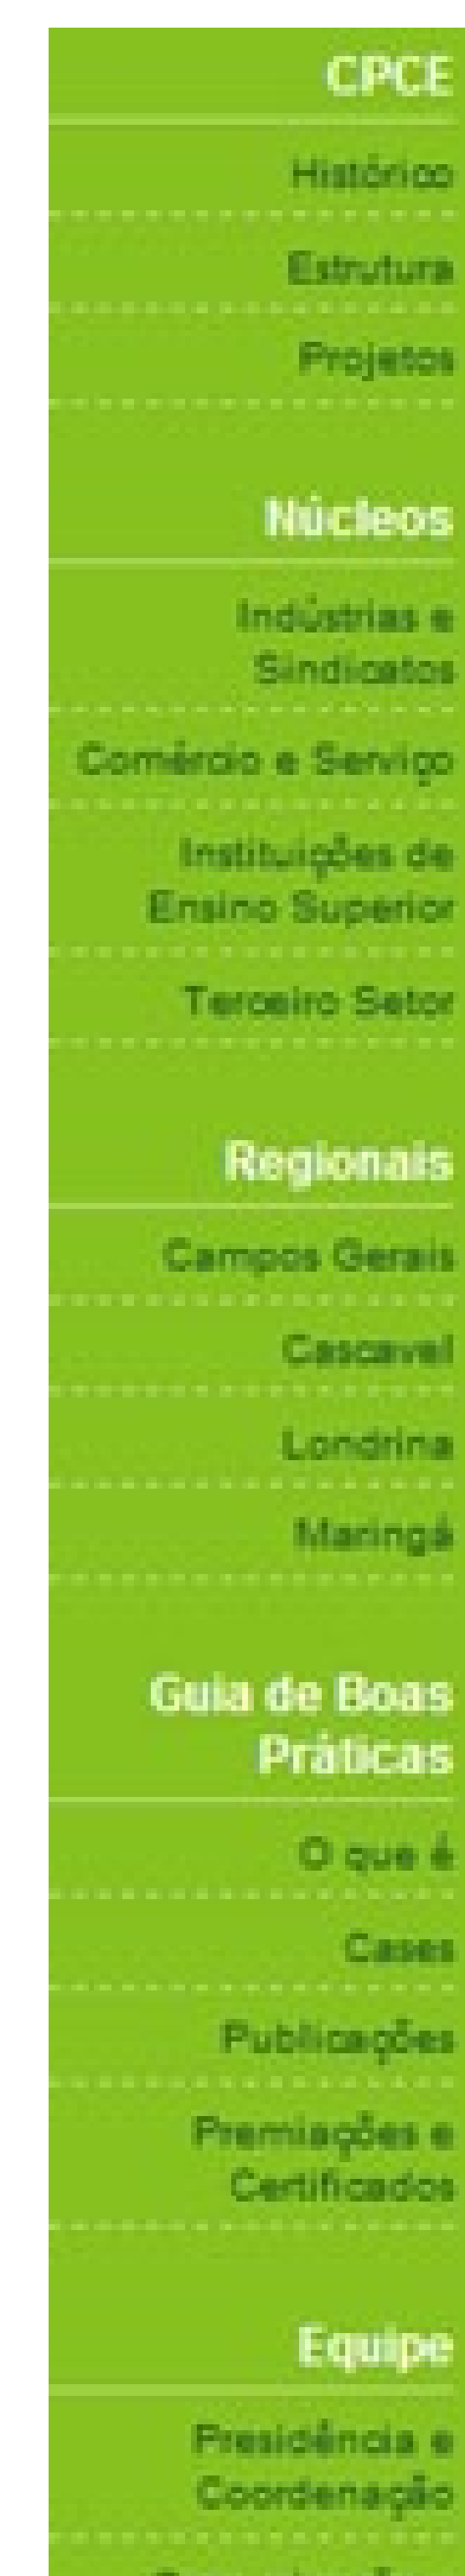 CPCE
Histórico
Estrutura
Projetos
Núcleos
Indústrias e
Sindicatos
Comércio e Serviço
Instituições de
Ensino Superior
Terceiro Setor
Regionais
Campos Gerais
Cascavel
Londrina
Maringá
Guia de Boas
Práticas
O que é
Cases
Publicações
Premiações e
Certificados
Equipe
Presidência e
Coordenação